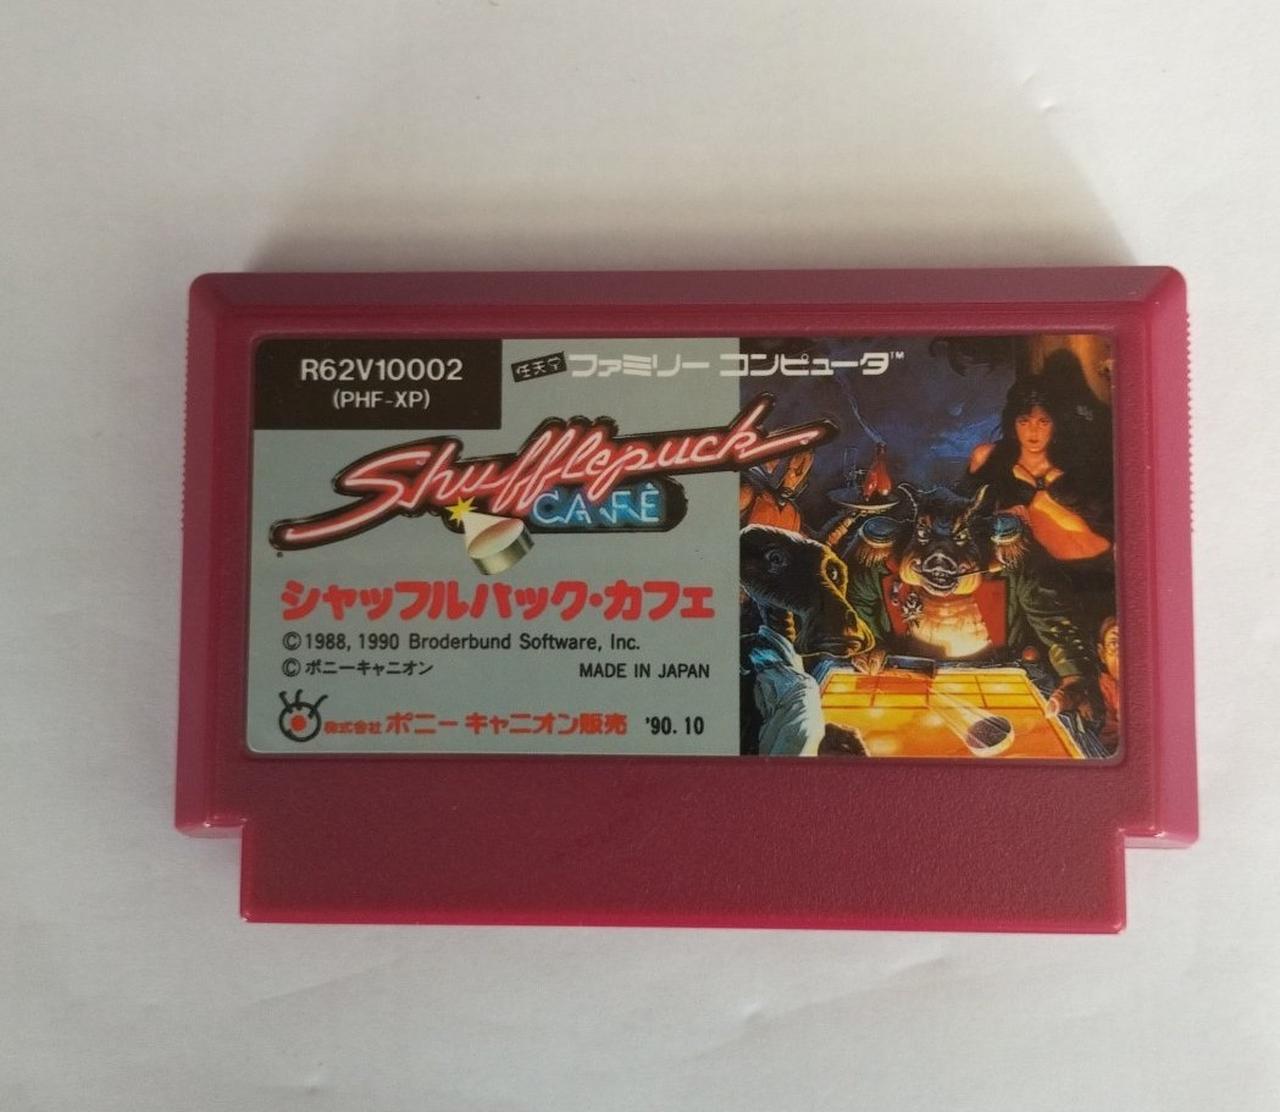 R62V10002
(PHF-XP)
任天堂 ファミリー コンピュータ™
Shufflepuck
CAFÉ
シャッフルパック・カフェ
©1988, 1990 Broderbund Software, Inc.
©ポニーキャニオン MADE IN JAPAN
株式会社 ポニーキャニオン販売 '90.10